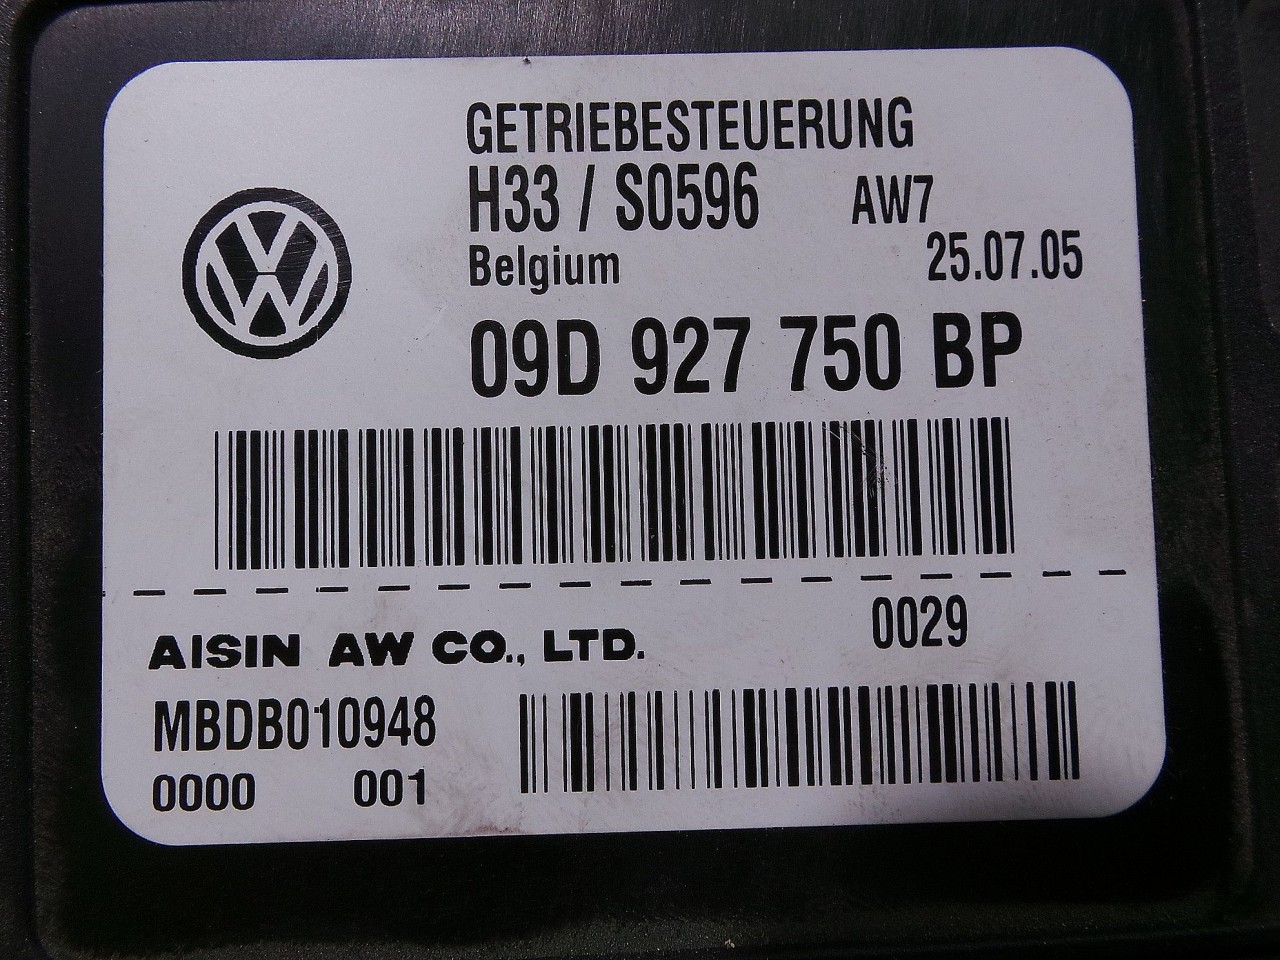 GETRIEBESTEUERUNG
H33 / S0596 AW7
Belgium 25.07.05
09D 927 750 BP
0029
AISIN AW CO., LTD.
MBDB010948
0000 001